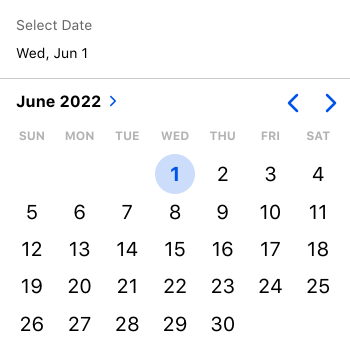 Select Date
Wed, Jun 1
June 2022
SUN MON TUE WED THU FRI SAT
1 2 3 4
5 6 7 8 9 10 11
12 13 14 15 16 17 18
19 20 21 22 23 24 25
26 27 28 29 30